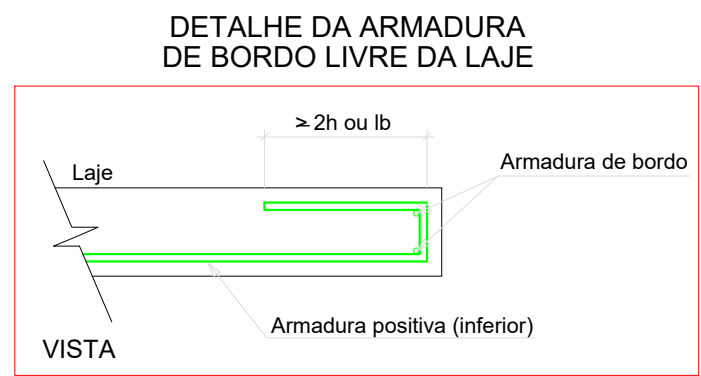 DETALHE DA ARMADURA
DE BORDO LIVRE DA LAJE
≥ 2h ou lb
Armadura de bordo
Laje
Armadura positiva (inferior)
VISTA